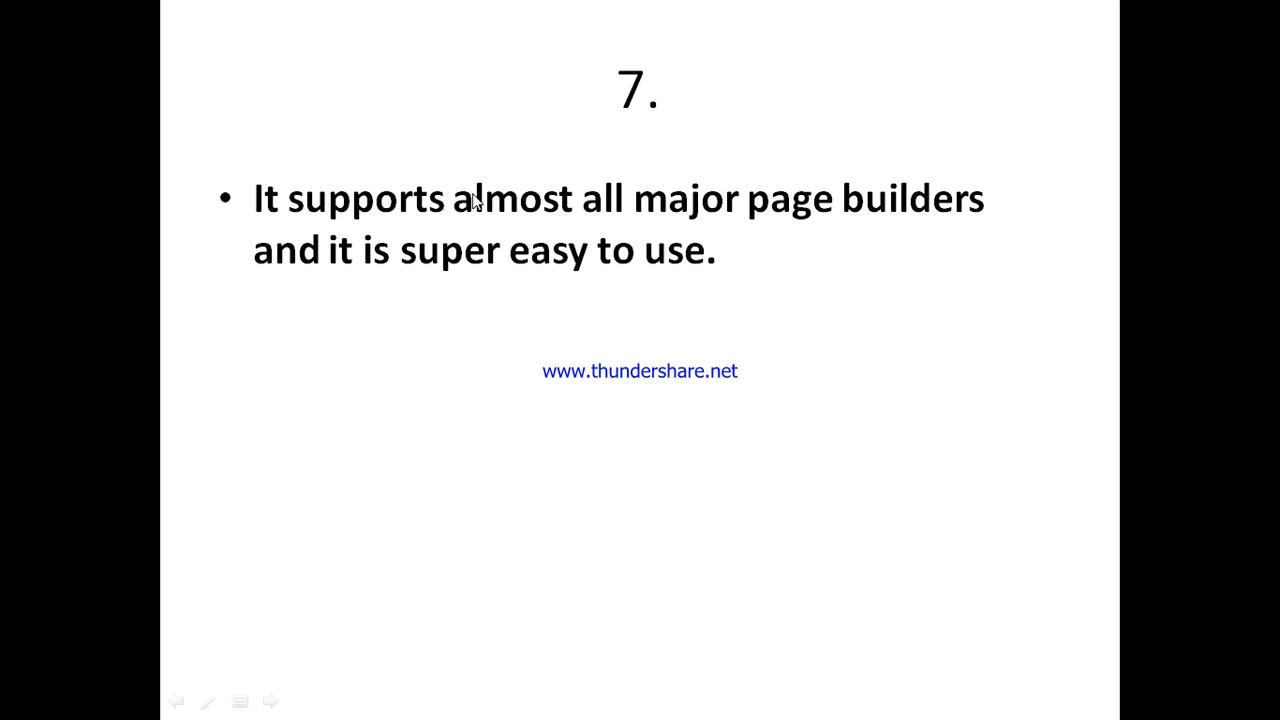 7.
• It supports almost all major page builders
and it is super easy to use.
www.thundershare.net